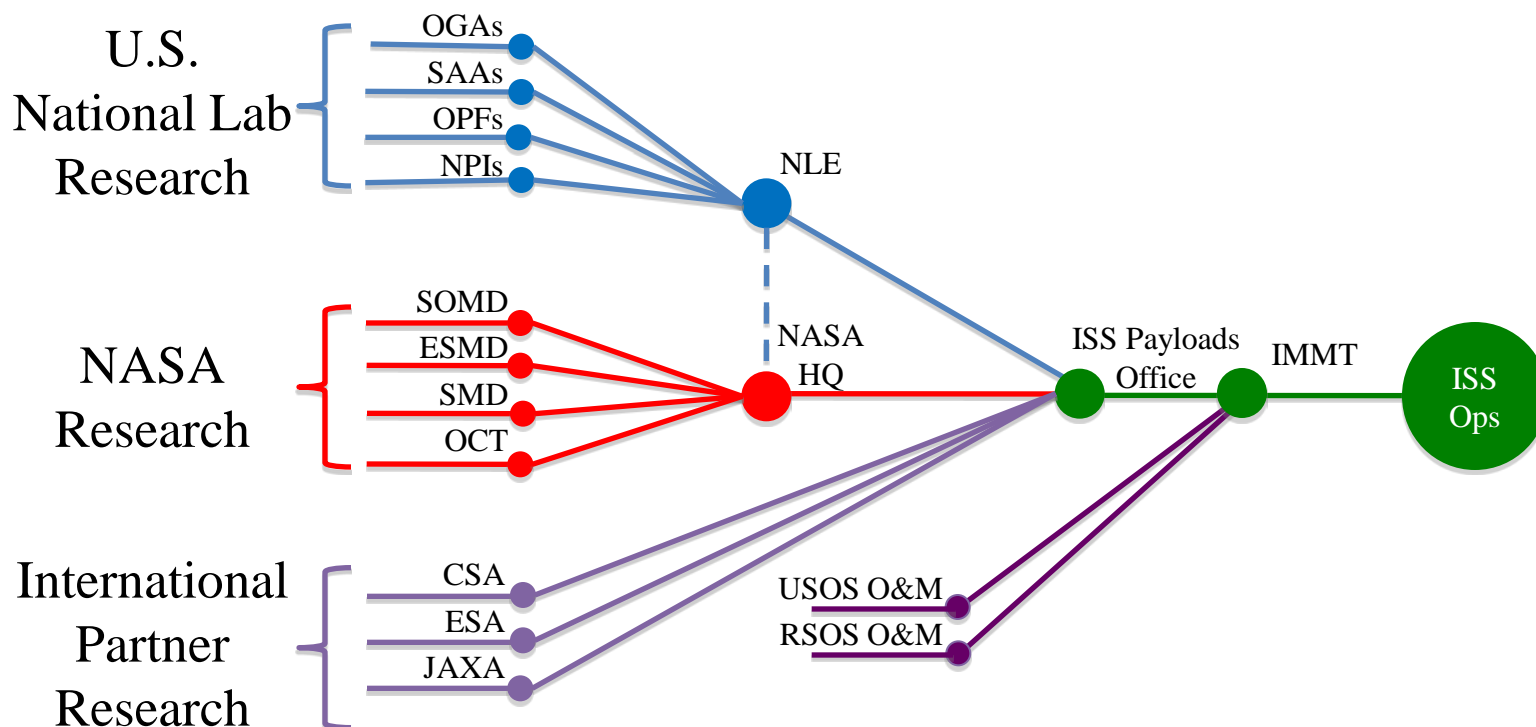 U.S.
National Lab
Research
OGAs
SAAs
OPFs
NPIs
NLE
NASA
Research
SOMD
ESMD
SMD
OCT
NASA
HQ
ISS Payloads
Office
IMMT
ISS
Ops
International
Partner
Research
CSA
ESA
JAXA
USOS O&M
RSOS O&M